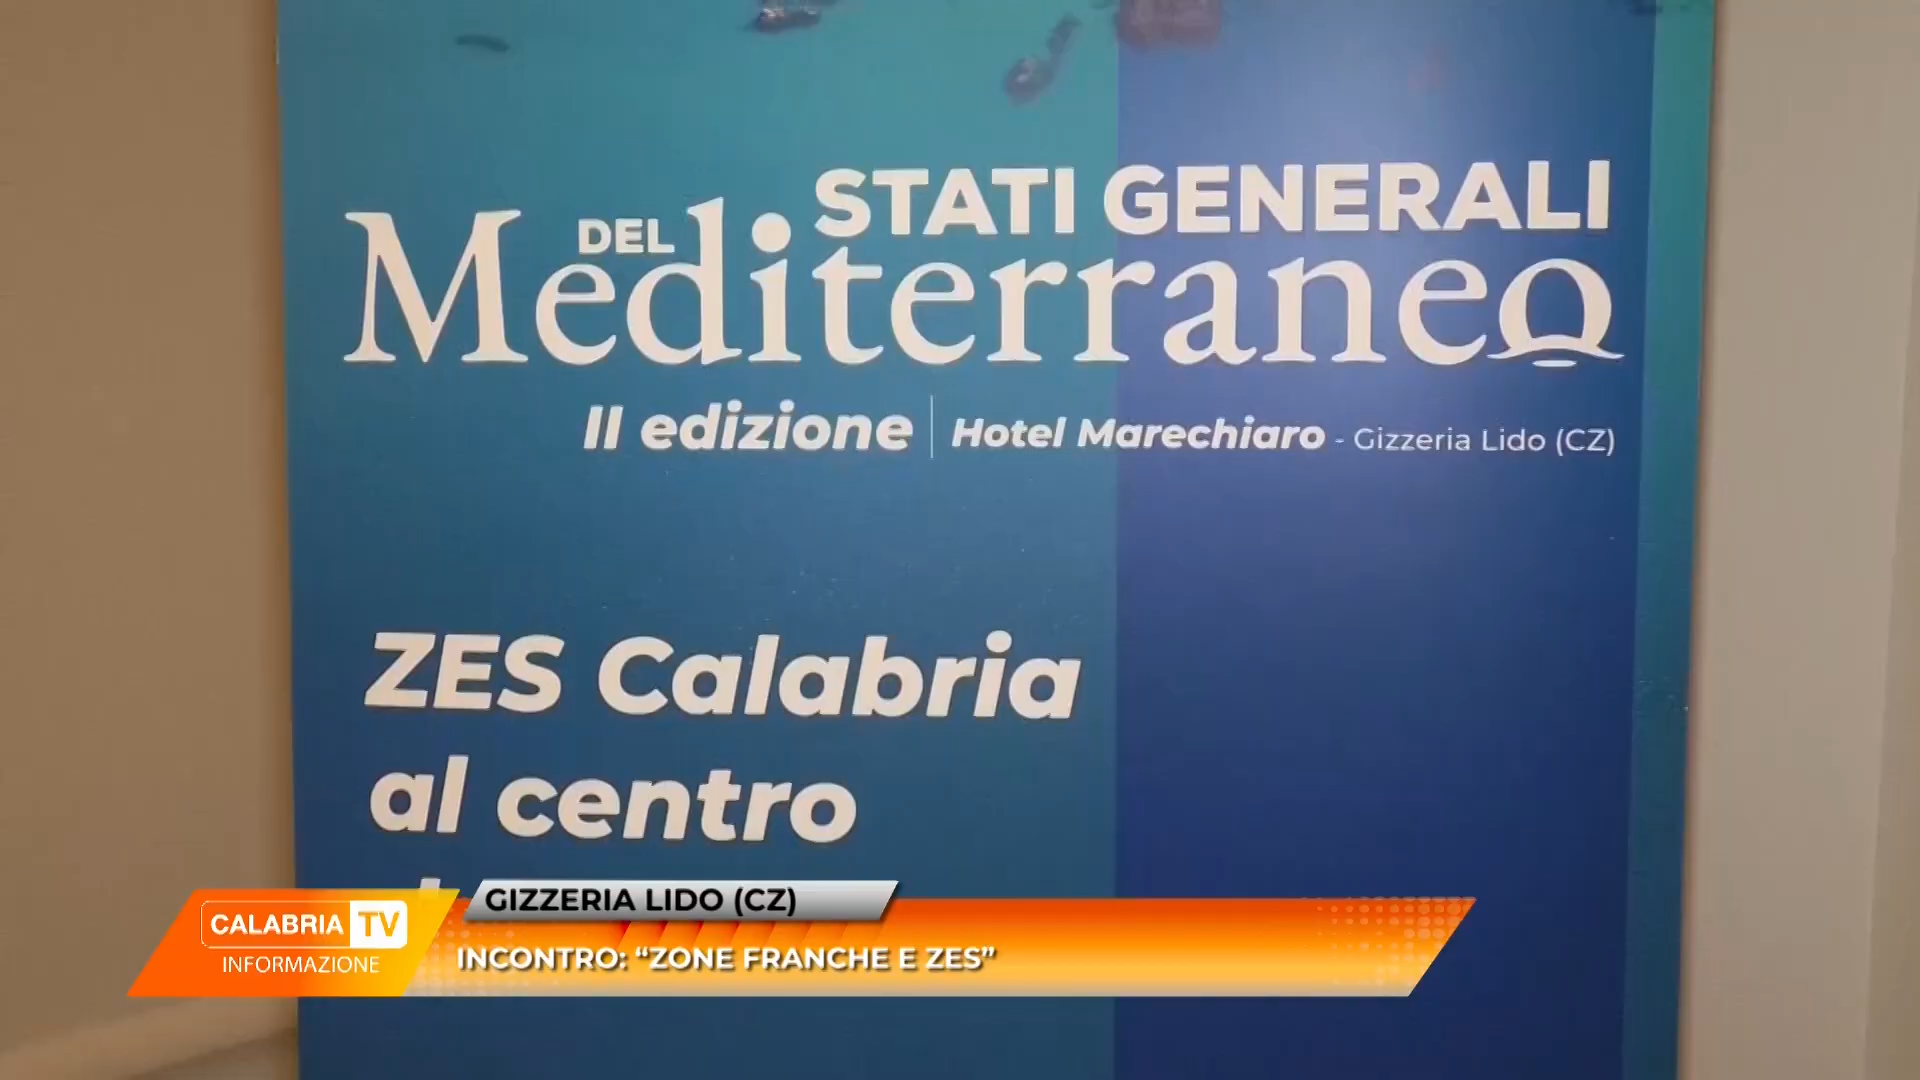 STATI GENERALI
DEL
Mediterraneo
II edizione | Hotel Marechiaro - Gizzeria Lido (CZ)
ZES Calabria
al centro
GIZZERIA LIDO (CZ)
CALABRIA TV
INFORMAZIONE
INCONTRO: “ZONE FRANCHE E ZES”